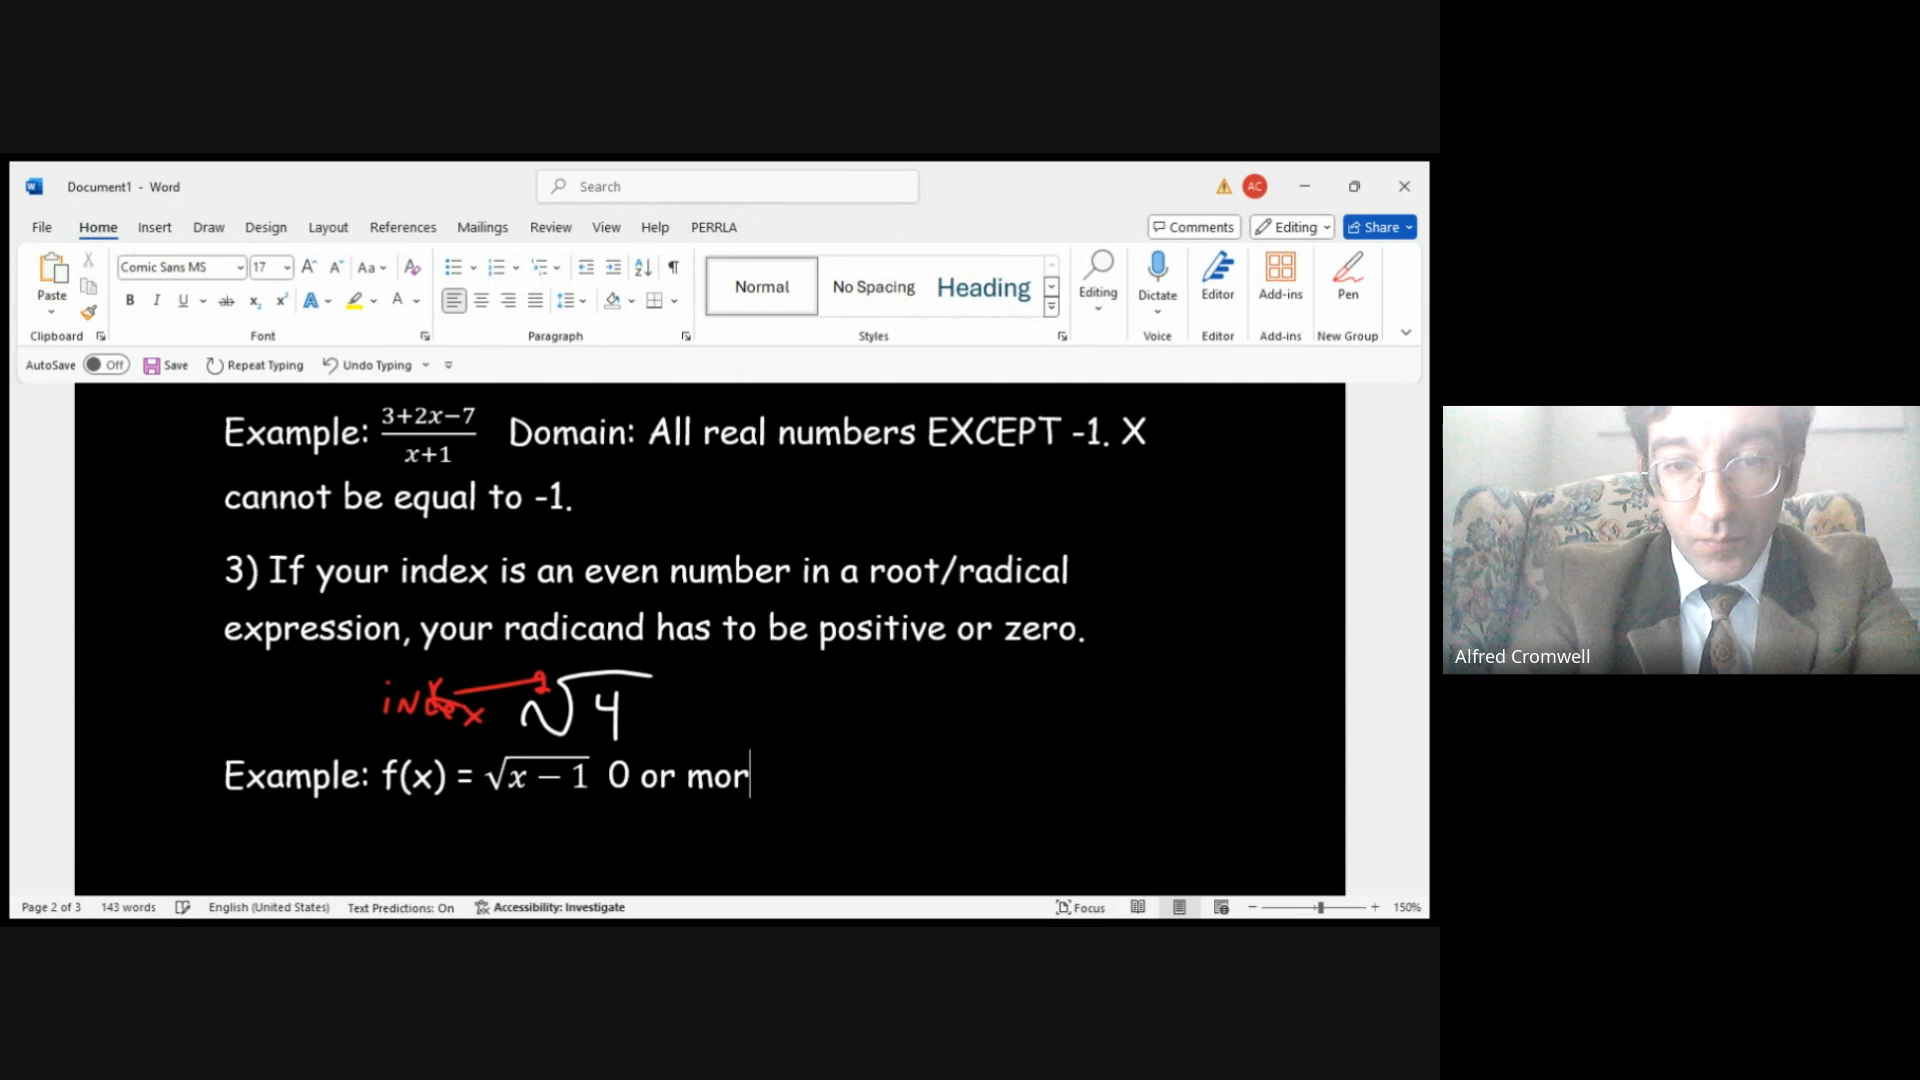 Document1 - Word
Search
AC
File Home Insert Draw Design Layout References Mailings Review View Help PERRLA
Comments Editing Share
Comic Sans MS 17
Paste
Normal No Spacing Heading
Editing Dictate Editor Add-ins Pen
Clipboard Font Paragraph Styles Voice Editor Add-ins New Group
AutoSave Off Save Repeat Typing Undo Typing
Example: (3+2x−7)/(x+1) Domain: All real numbers EXCEPT -1. X
cannot be equal to -1.
3) If your index is an even number in a root/radical
expression, your radicand has to be positive or zero.
index 2√4
Example: f(x) = √(x − 1) 0 or mor
Page 2 of 3 143 words English (United States) Text Predictions: On Accessibility: Investigate Focus 150%
Alfred Cromwell